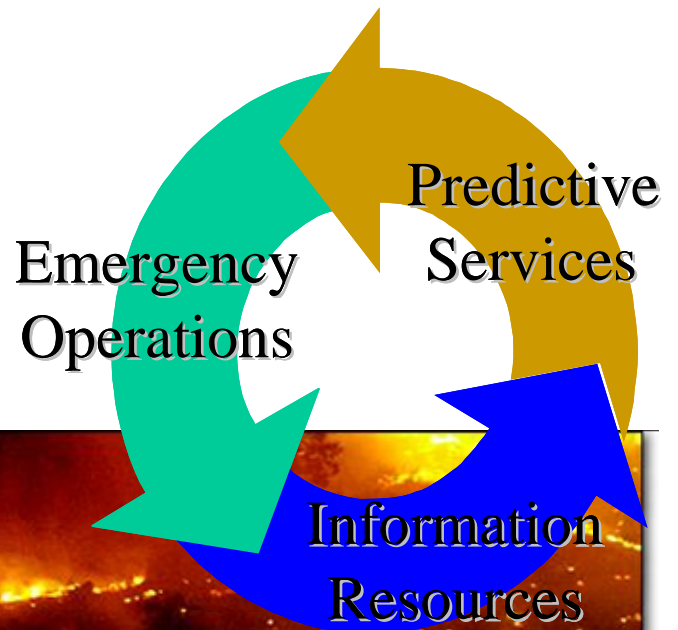 Predictive
Services
Emergency
Operations
Information
Resources